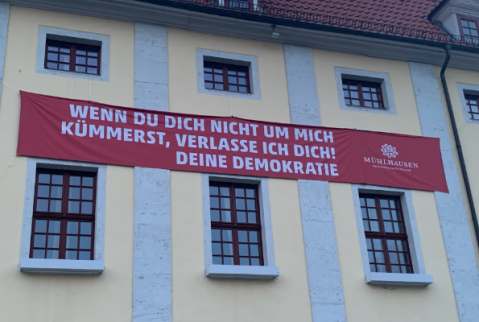 WENN DU DICH NICHT UM MICH
KÜMMERST, VERLASSE ICH DICH!
DEINE DEMOKRATIE
MÜHLHAUSEN